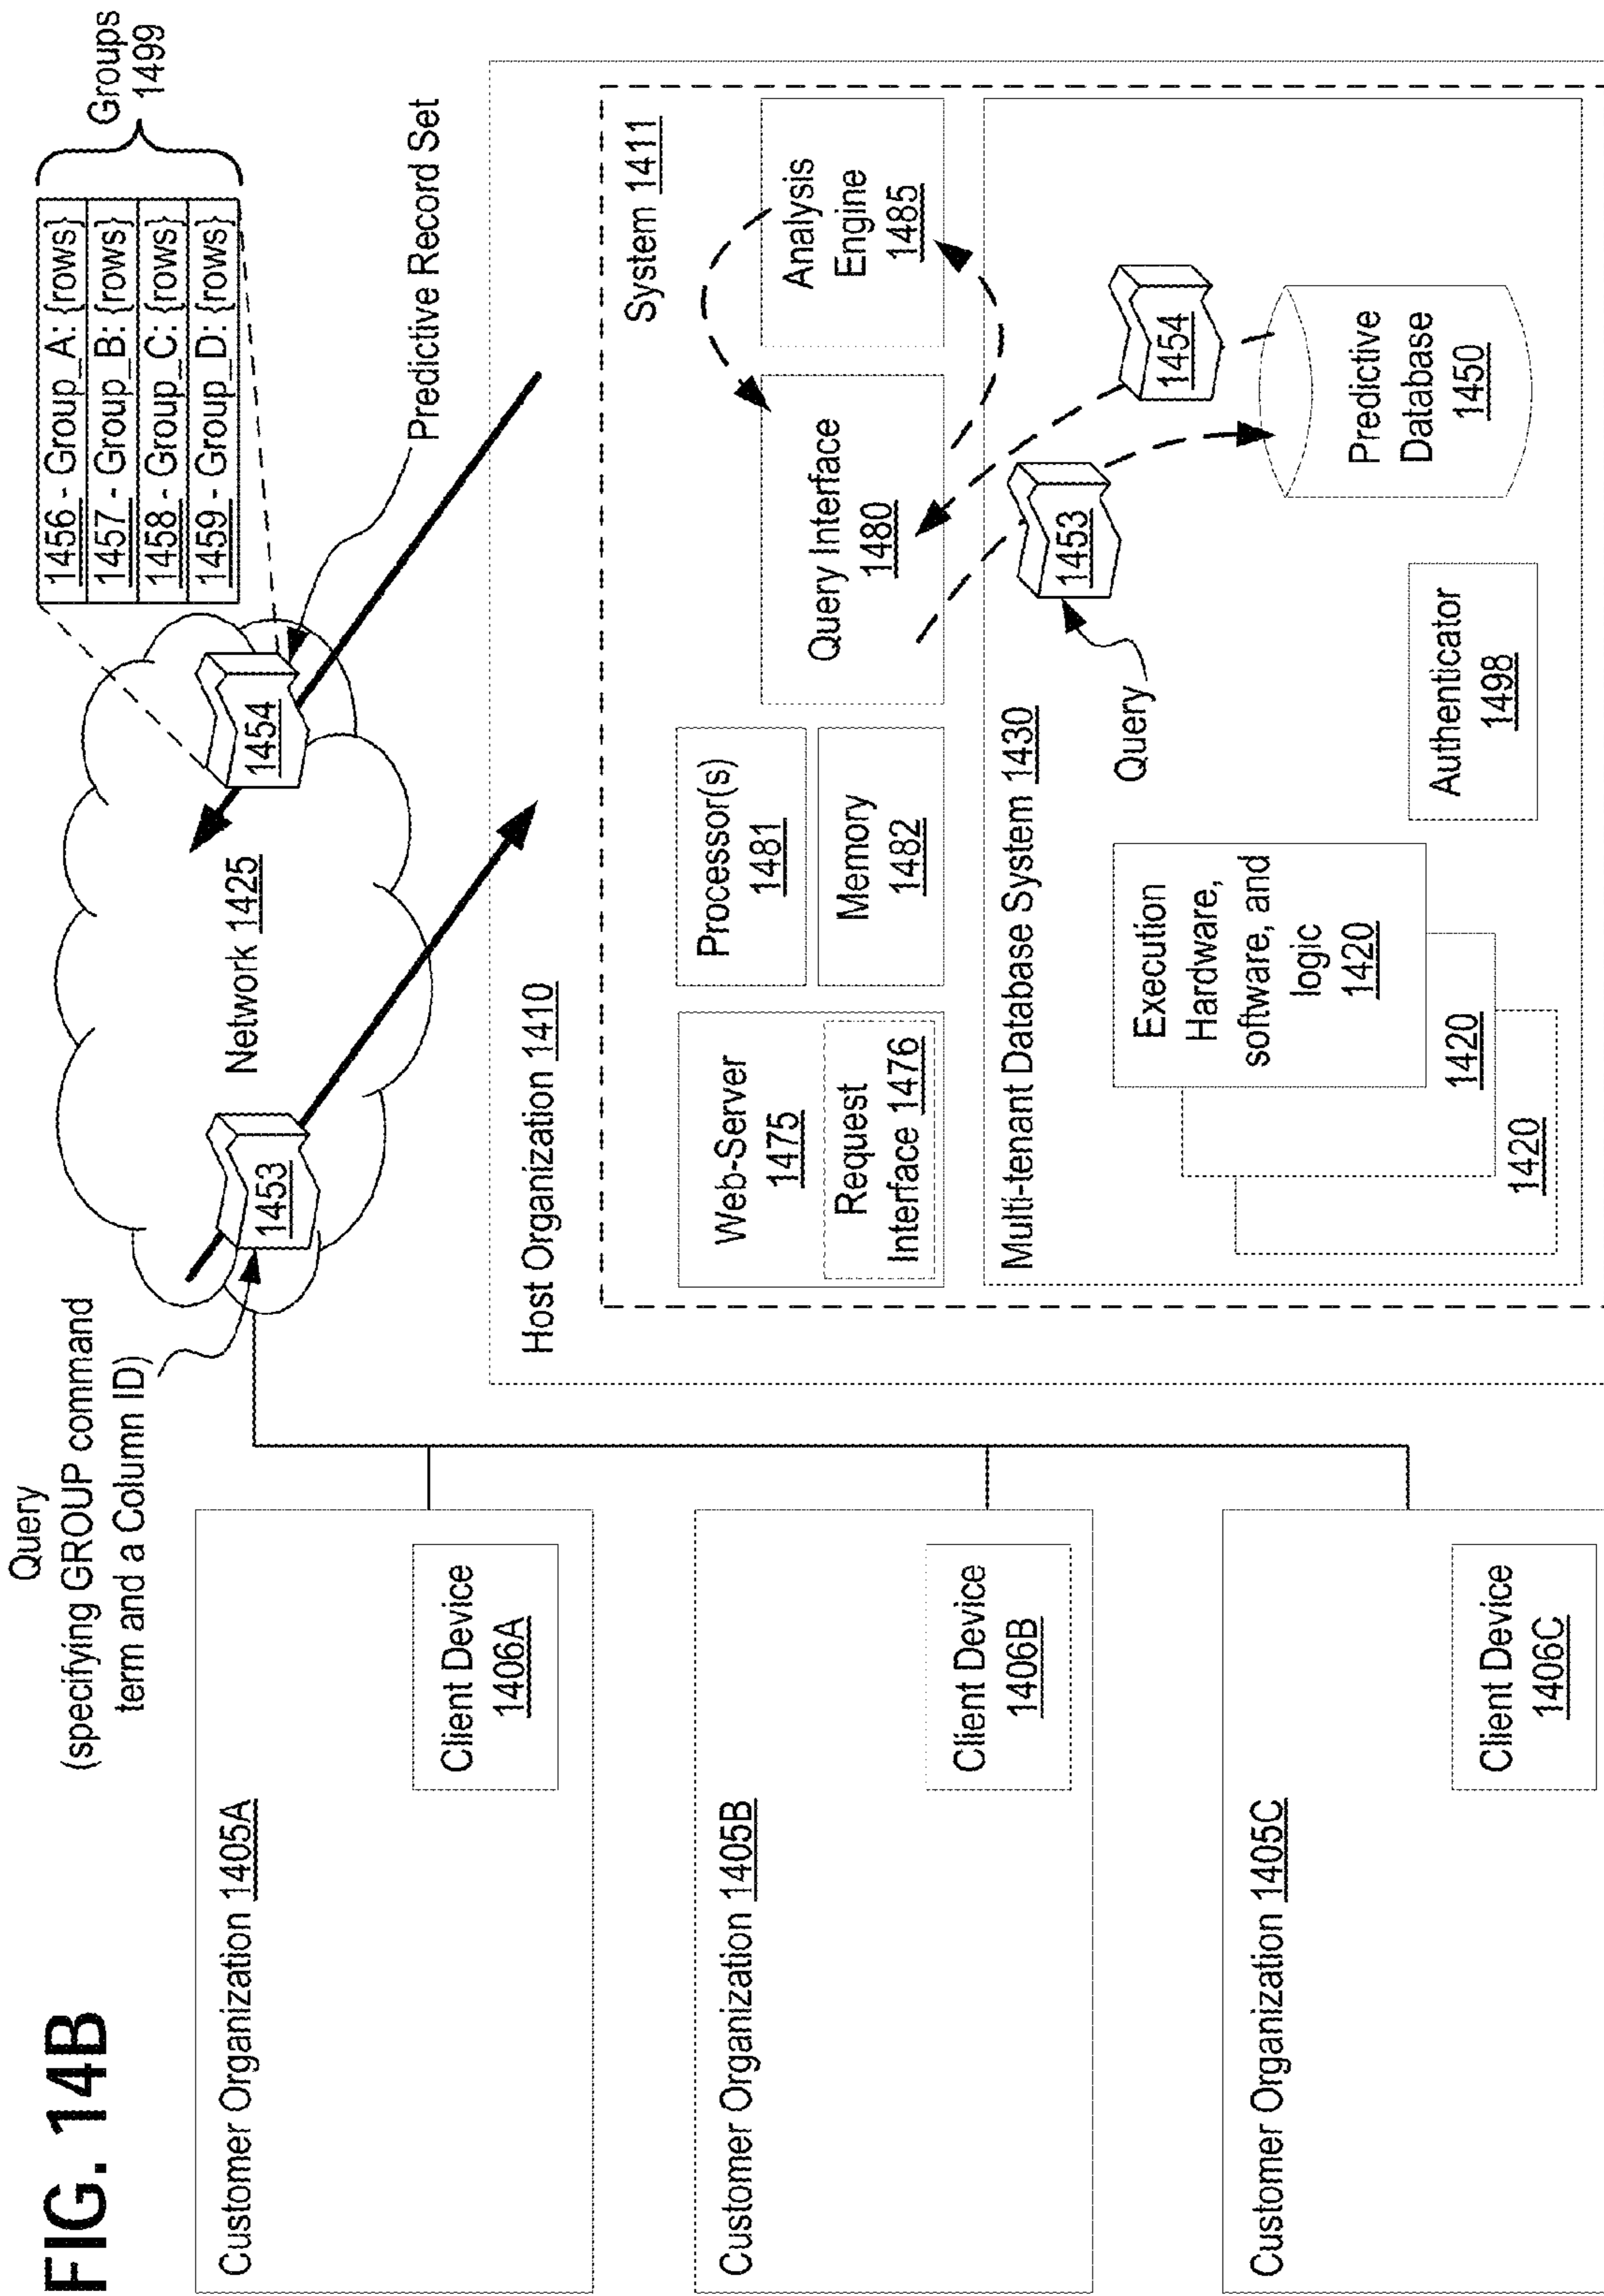 FIG. 14B
Query
(specifying GROUP command
term and a Column ID)
1456 - Group_A: {rows}
1457 - Group_B: {rows}
1458 - Group_C: {rows}
1459 - Group_D: {rows}
Groups
1499
1453
Network 1425
1454
Predictive Record Set
Customer Organization 1405A
Client Device
1406A
Customer Organization 1405B
Client Device
1406B
Customer Organization 1405C
Client Device
1406C
Host Organization 1410
System 1411
Web-Server
1475
Request
Interface 1476
Processor(s)
1481
Memory
1482
Query Interface
1480
Analysis
Engine
1485
Multi-tenant Database System 1430
Query
1453
1454
Execution
Hardware,
software, and
logic
1420
1420
1420
Authenticator
1498
Predictive
Database
1450